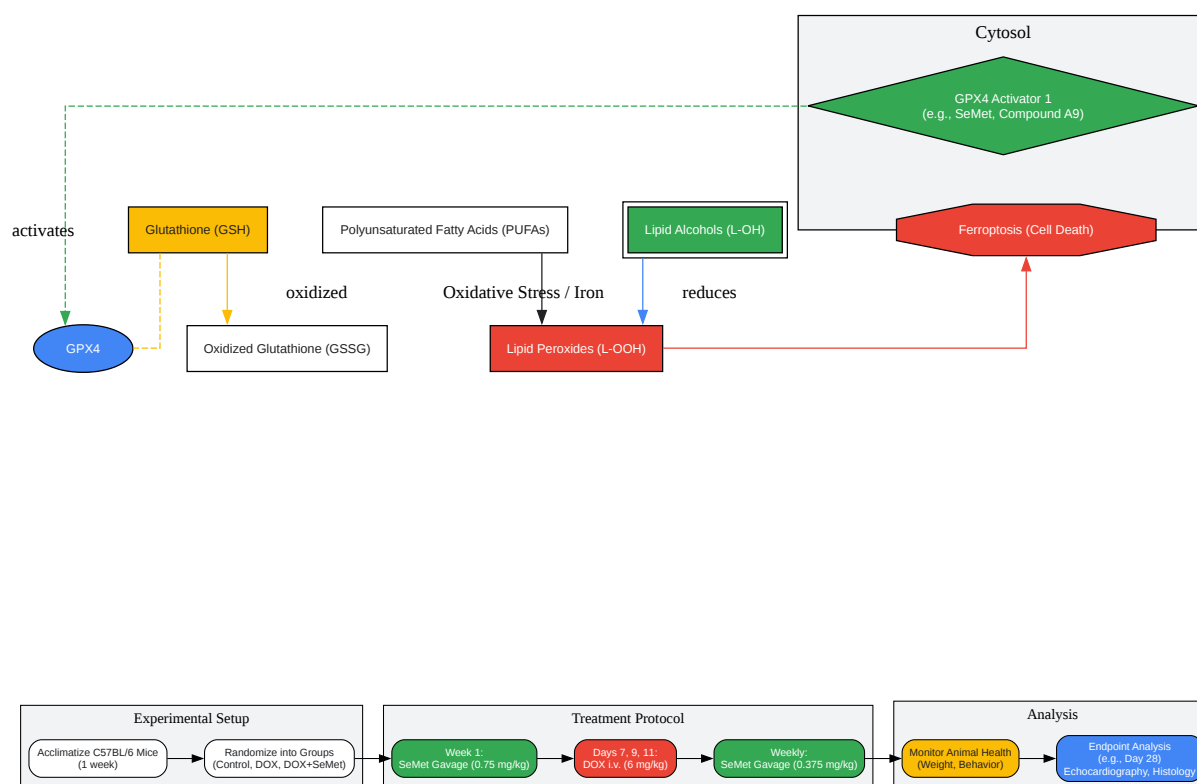 Cytosol
GPX4 Activator 1
(e.g., SeMet, Compound A9)
activates
Glutathione (GSH)
Polyunsaturated Fatty Acids (PUFAs)
Lipid Alcohols (L-OH)
Ferroptosis (Cell Death)
oxidized
Oxidative Stress / Iron
reduces
GPX4
Oxidized Glutathione (GSSG)
Lipid Peroxides (L-OOH)
Experimental Setup
Acclimatize C57BL/6 Mice
(1 week)
Randomize into Groups
(Control, DOX, DOX+SeMet)
Treatment Protocol
Week 1:
SeMet Gavage (0.75 mg/kg)
Days 7, 9, 11:
DOX i.v. (6 mg/kg)
Weekly:
SeMet Gavage (0.375 mg/kg)
Analysis
Monitor Animal Health
(Weight, Behavior)
Endpoint Analysis
(e.g., Day 28)
Echocardiography, Histology